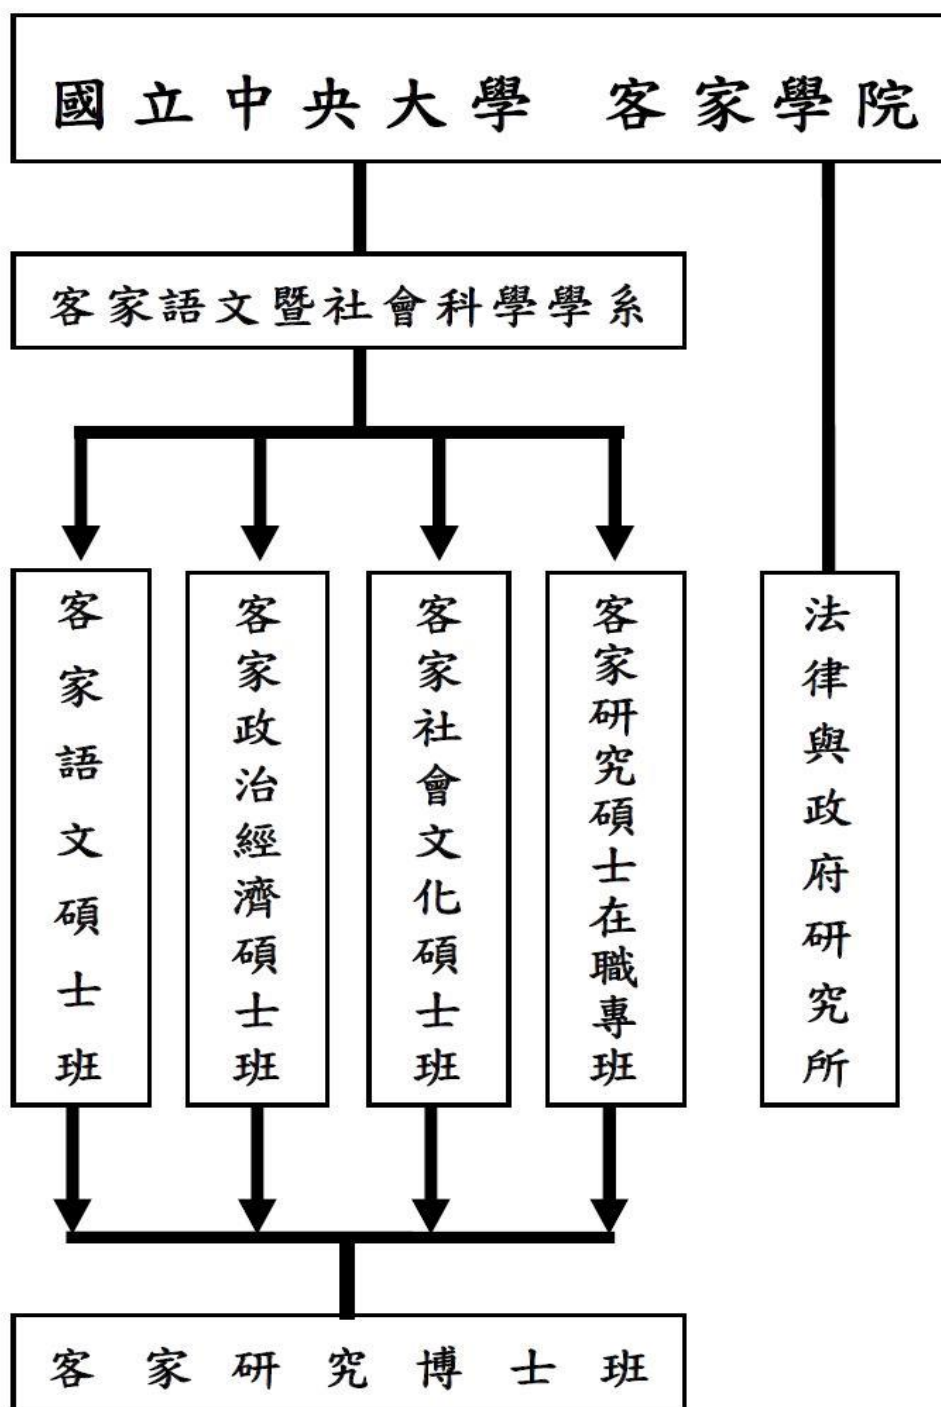 國立中央大學 客家學院
客家語文暨社會科學學系
客家語文碩士班
客家政治經濟碩士班
客家社會文化碩士班
客家研究碩士在職專班
法律與政府研究所
客家研究博士班